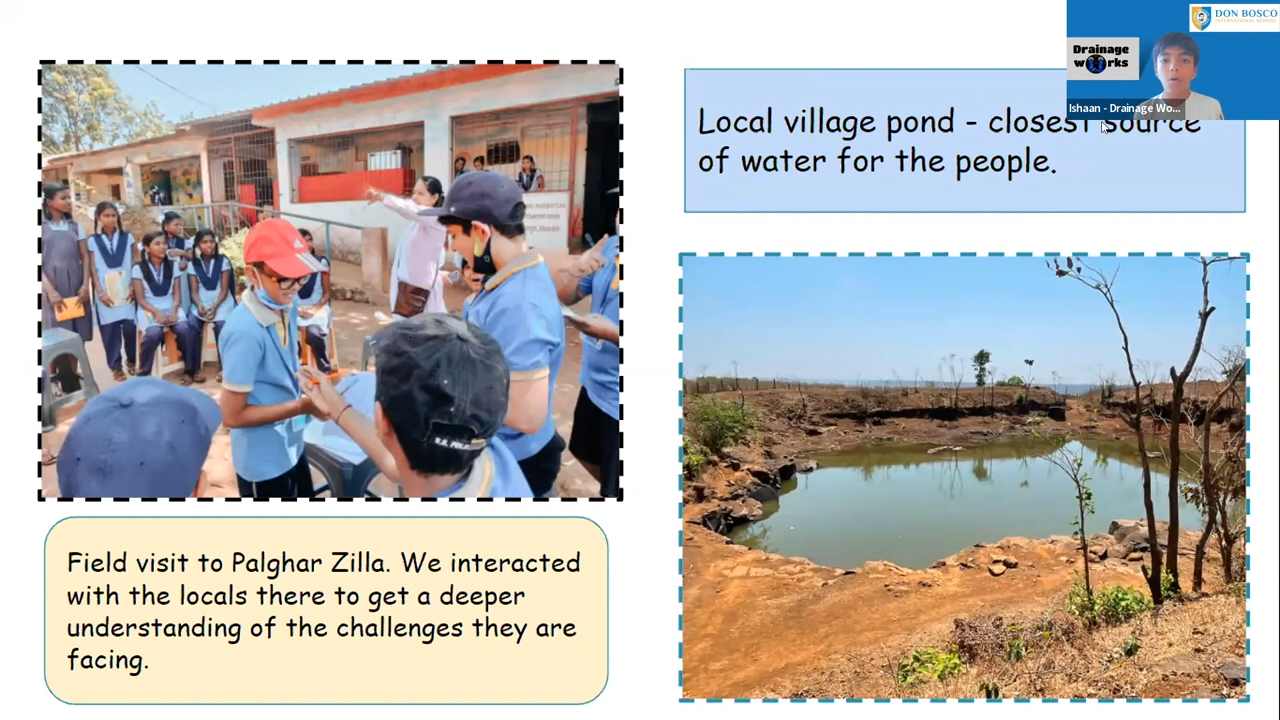 DON BOSCO
INTERNATIONAL SCHOOL
Drainage
works
Ishaan - Drainage Wo...
Local village pond - closest source
of water for the people.
Field visit to Palghar Zilla. We interacted
with the locals there to get a deeper
understanding of the challenges they are
facing.